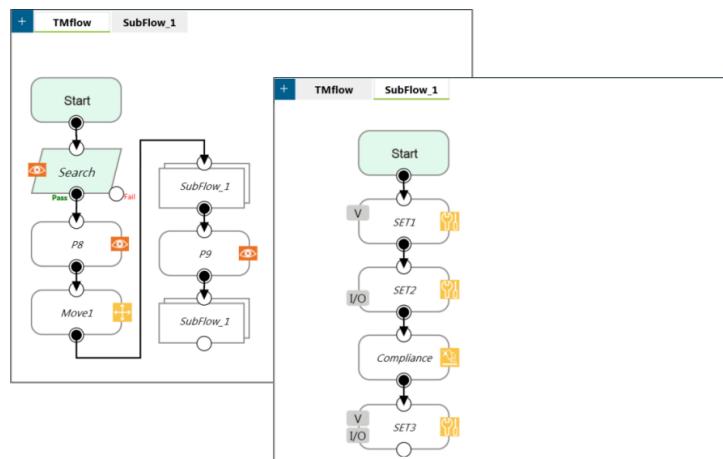 + TMflow SubFlow_1
Start
Search
Pass Fail
P8
Move1
SubFlow_1
P9
SubFlow_1
+ TMflow SubFlow_1
Start
V
SET1
SET2
I/O
Compliance
V
SET3
I/O